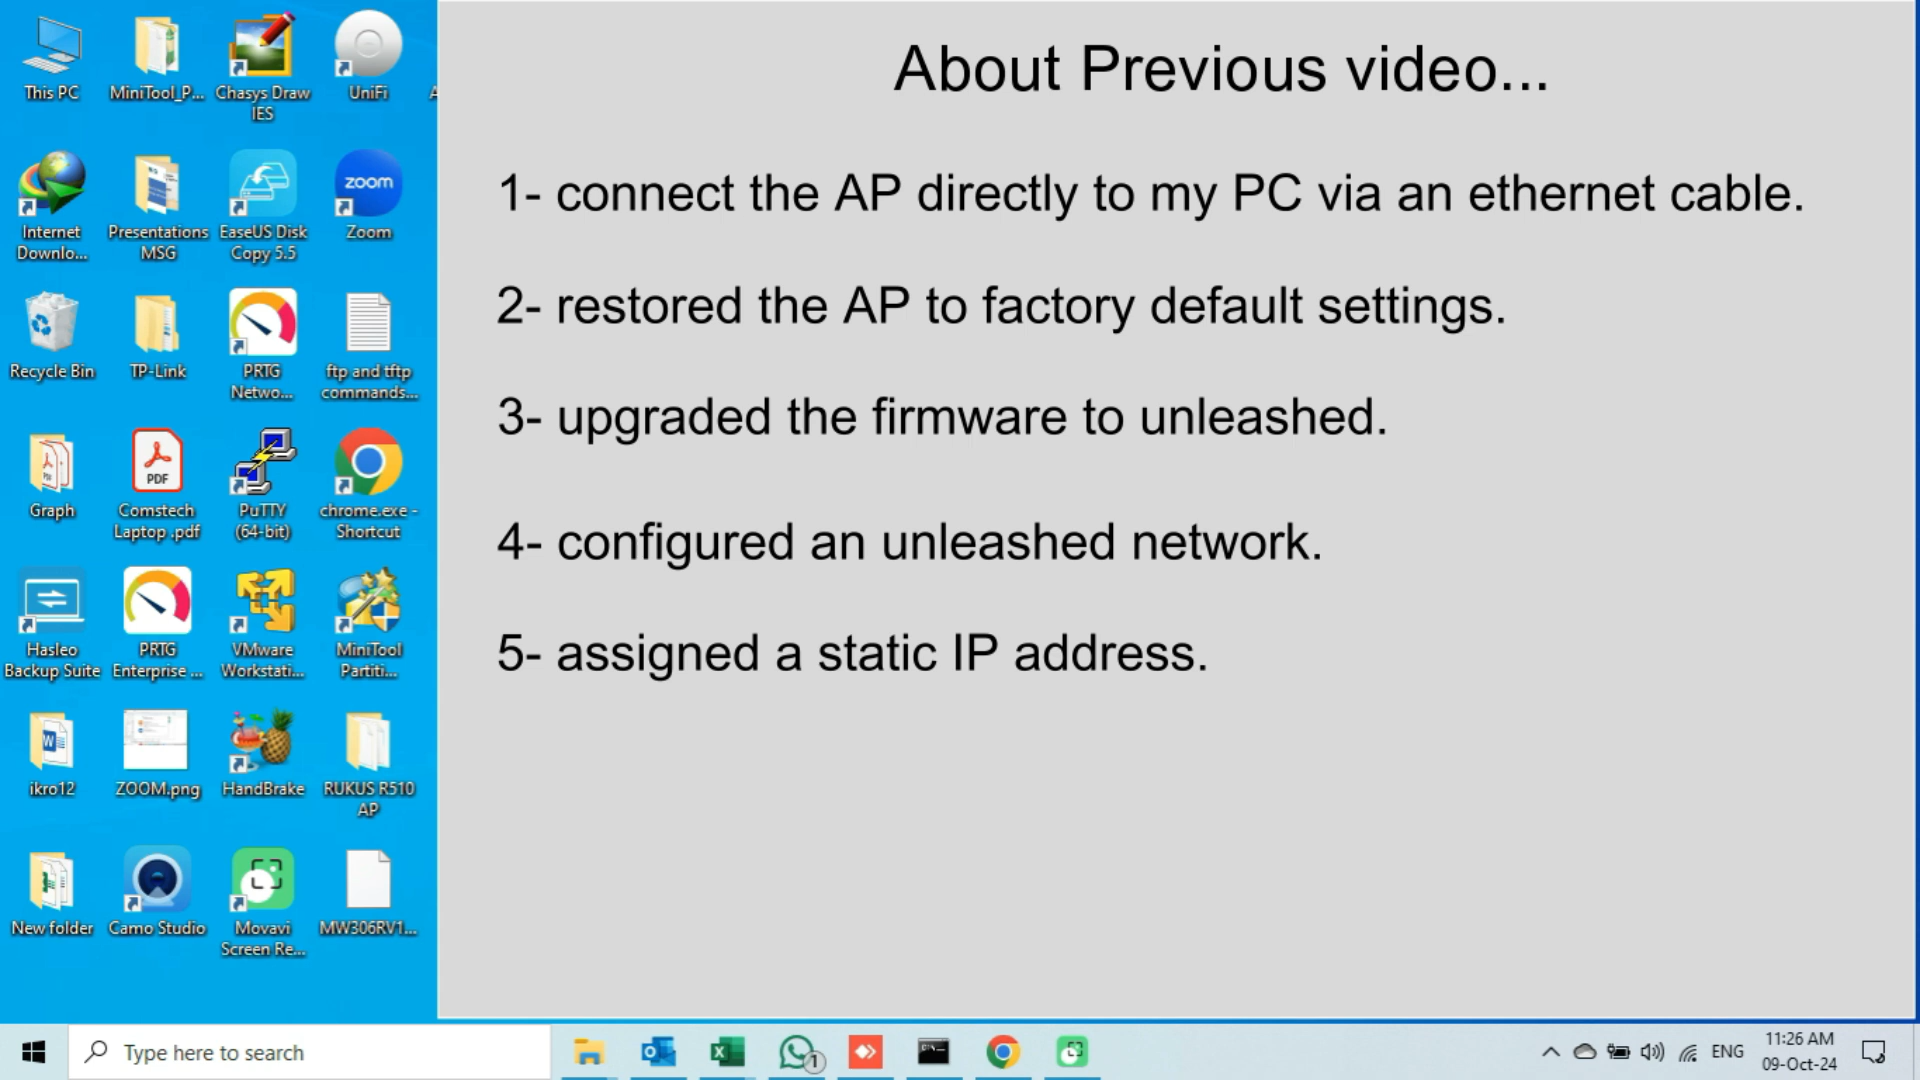 About Previous video...
1- connect the AP directly to my PC via an ethernet cable.
2- restored the AP to factory default settings.
3- upgraded the firmware to unleashed.
4- configured an unleashed network.
5- assigned a static IP address.
This PC
MiniTool_P...
Chasys Draw
IES
UniFi
A
Internet
Downlo...
Presentations
MSG
EaseUS Disk
Copy 5.5
zoom
Zoom
Recycle Bin
TP-Link
PRTG
Netwo...
ftp and tftp
commands...
Graph
PDF
Comstech
Laptop .pdf
PuTTY
(64-bit)
chrome.exe -
Shortcut
Hasleo
Backup Suite
PRTG
Enterprise ...
VMware
Workstati...
MiniTool
Partiti...
ikro12
ZOOM.png
HandBrake
RUKUS R510
AP
New folder
Camo Studio
Movavi
Screen Re...
MW306RV1...
Type here to search
1
ENG
11:26 AM
09-Oct-24